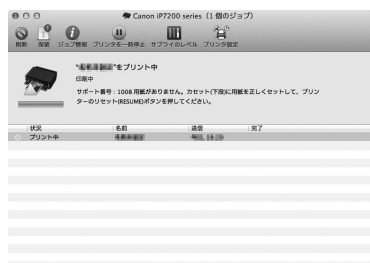 Canon iP7200 series（1 個のジョブ）
削除 保留 ジョブ情報 プリンタを一時停止 サプライのレベル プリンタ設定
"をプリント中
印刷中
サポート番号：1008 用紙がありません。カセット(下段)に用紙を正しくセットして、プリン
ターのリセット(RESUME)ボタンを押してください。
状況 名前 送信 完了
プリント中